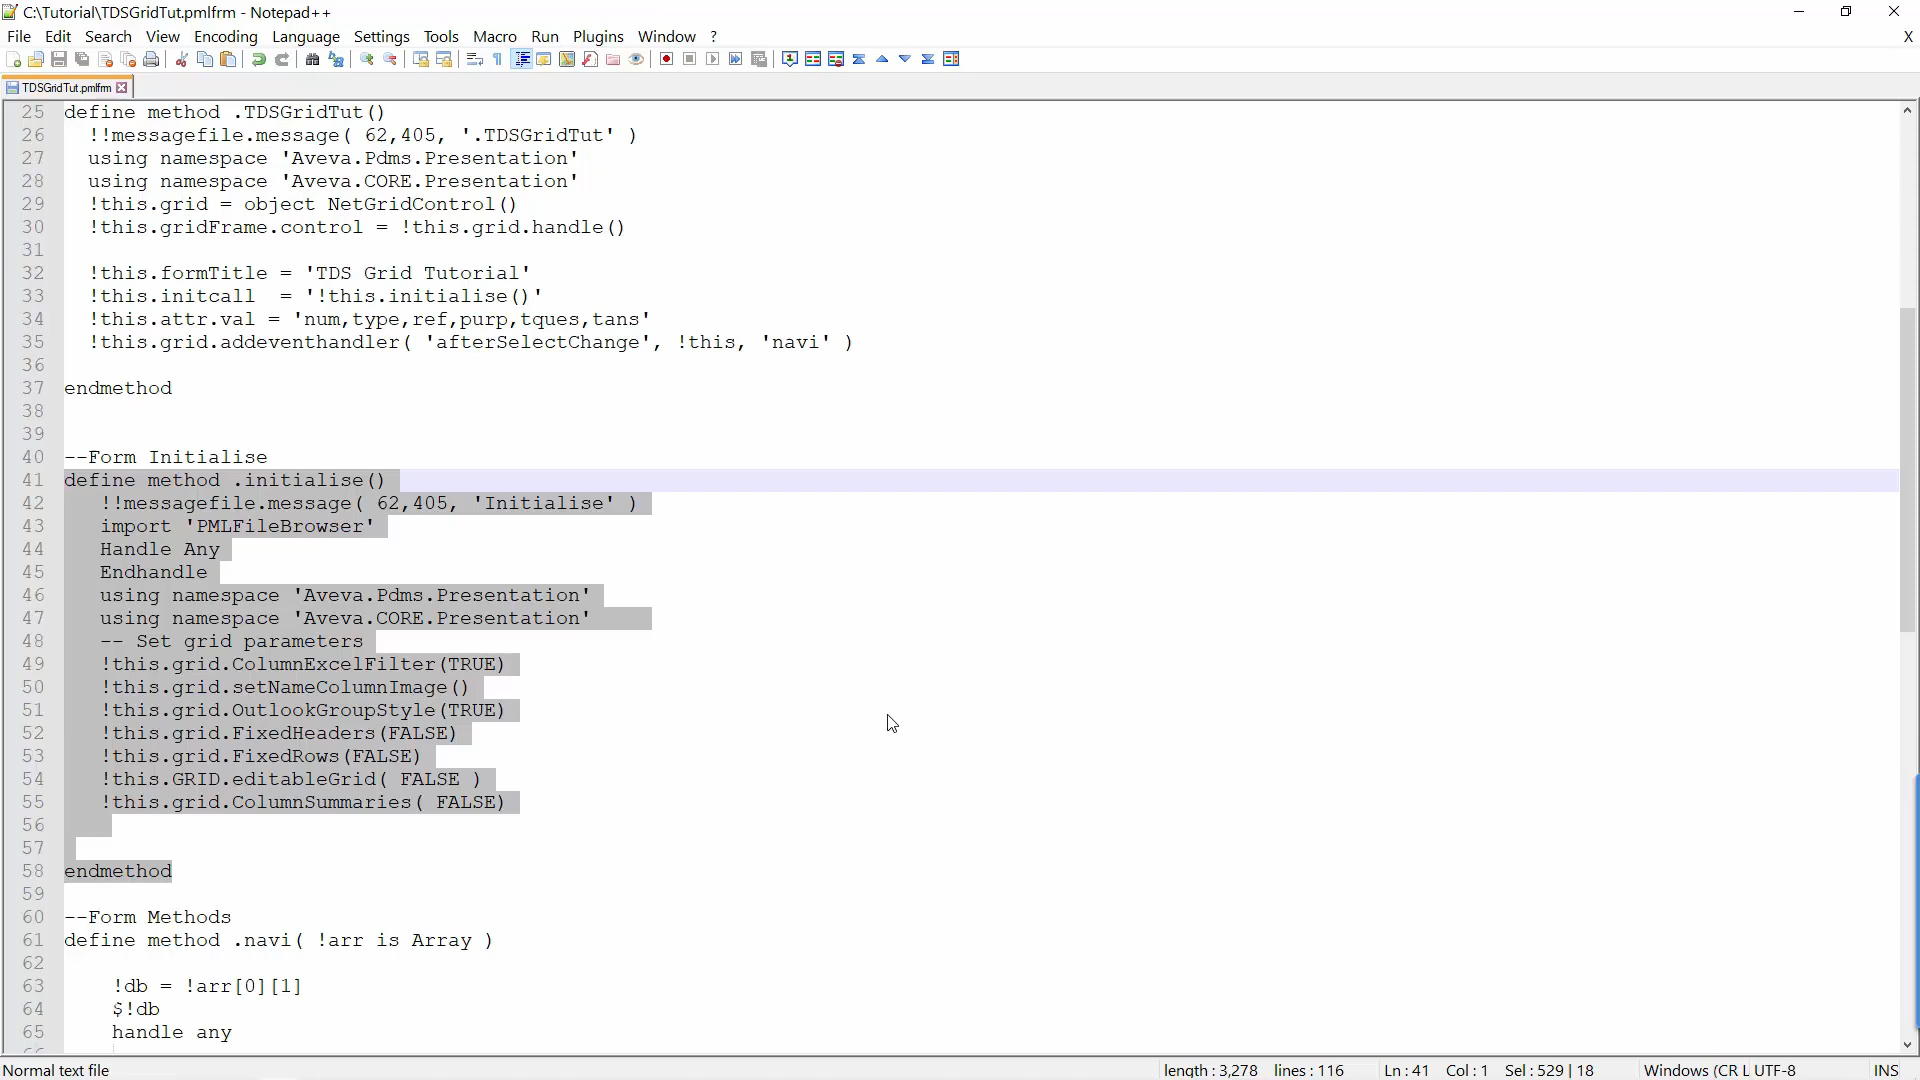 C:\Tutorial\TDSGridTut.pmlfrm - Notepad++
File Edit Search View Encoding Language Settings Tools Macro Run Plugins Window ? X
TDSGridTut.pmlfrm
25 define method .TDSGridTut()
26 !!messagefile.message( 62,405, '.TDSGridTut' )
27 using namespace 'Aveva.Pdms.Presentation'
28 using namespace 'Aveva.CORE.Presentation'
29 !this.grid = object NetGridControl()
30 !this.gridFrame.control = !this.grid.handle()
31
32 !this.formTitle = 'TDS Grid Tutorial'
33 !this.initcall = '!this.initialise()'
34 !this.attr.val = 'num,type,ref,purp,tques,tans'
35 !this.grid.addeventhandler( 'afterSelectChange', !this, 'navi' )
36
37 endmethod
38
39
40 --Form Initialise
41 define method .initialise()
42 !!messagefile.message( 62,405, 'Initialise' )
43 import 'PMLFileBrowser'
44 Handle Any
45 Endhandle
46 using namespace 'Aveva.Pdms.Presentation'
47 using namespace 'Aveva.CORE.Presentation'
48 -- Set grid parameters
49 !this.grid.ColumnExcelFilter(TRUE)
50 !this.grid.setNameColumnImage()
51 !this.grid.OutlookGroupStyle(TRUE)
52 !this.grid.FixedHeaders(FALSE)
53 !this.grid.FixedRows(FALSE)
54 !this.GRID.editableGrid( FALSE )
55 !this.grid.ColumnSummaries( FALSE)
56
57
58 endmethod
59
60 --Form Methods
61 define method .navi( !arr is Array )
62
63 !db = !arr[0][1]
64 $!db
65 handle any
Normal text file length : 3,278 lines : 116 Ln : 41 Col : 1 Sel : 529 | 18 Windows (CR L UTF-8 INS